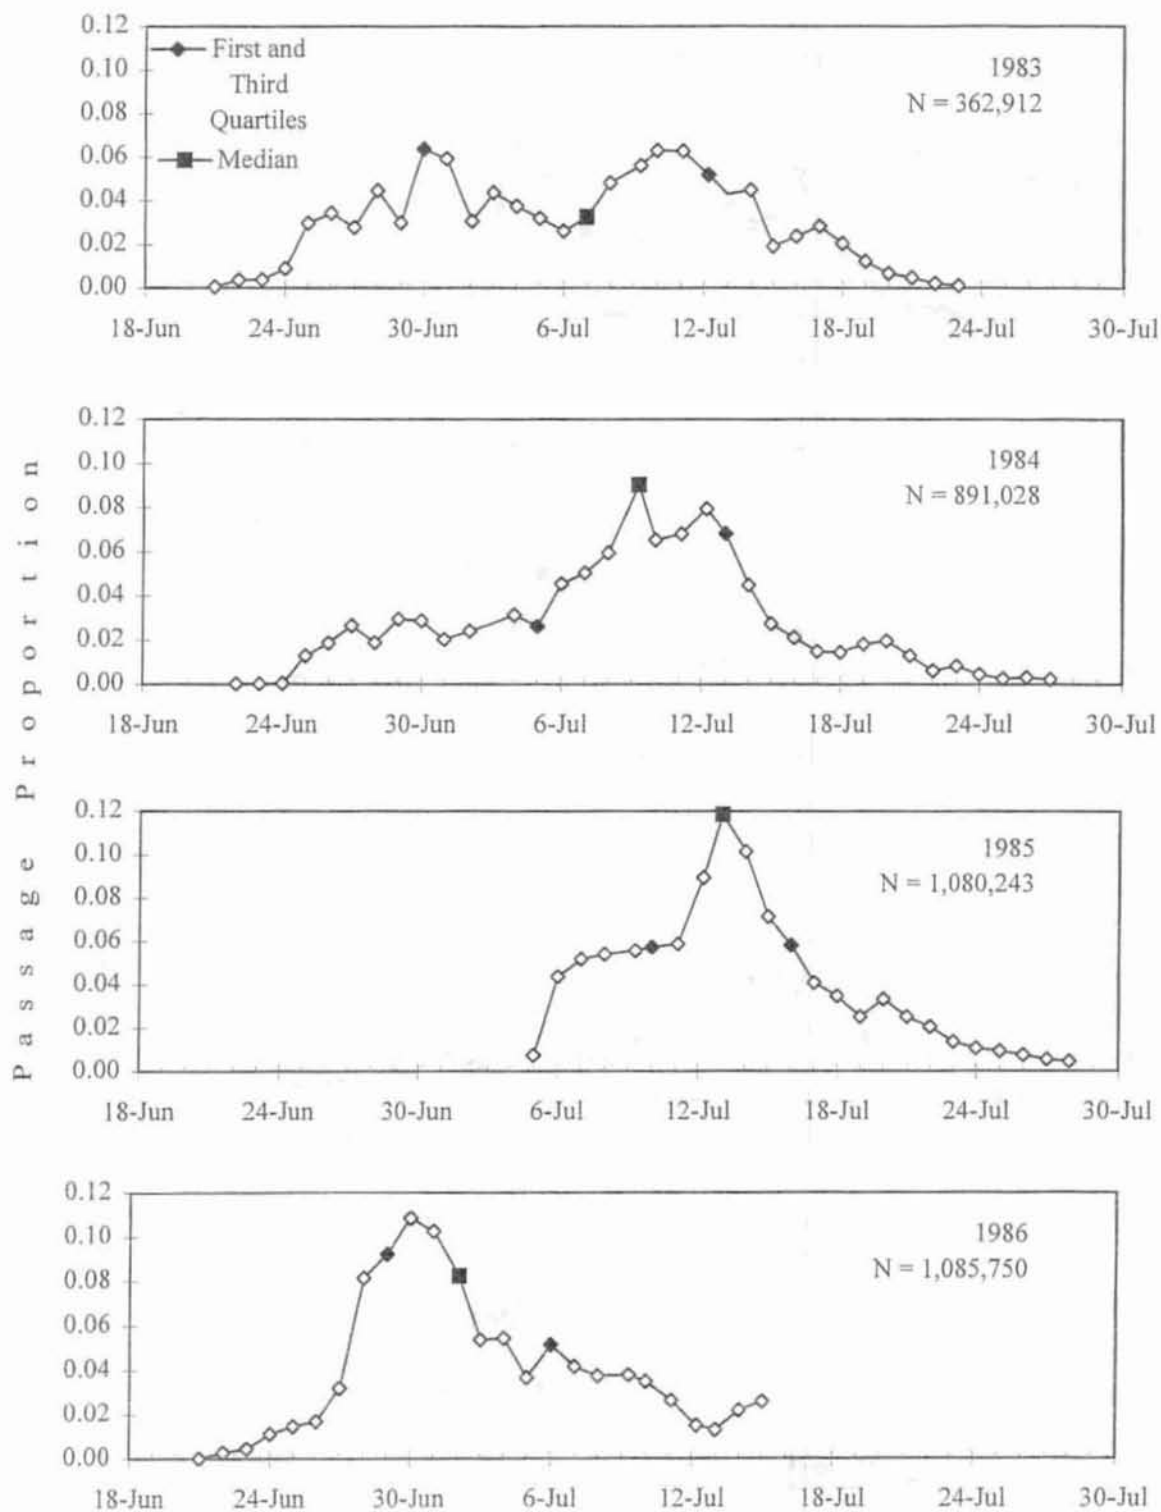 Passage Proportion
0.12
0.10
0.08
0.06
0.04
0.02
0.00
First and
Third
Quartiles
Median
1983
N = 362,912
18-Jun 24-Jun 30-Jun 6-Jul 12-Jul 18-Jul 24-Jul 30-Jul
0.12
0.10
0.08
0.06
0.04
0.02
0.00
1984
N = 891,028
18-Jun 24-Jun 30-Jun 6-Jul 12-Jul 18-Jul 24-Jul 30-Jul
0.12
0.10
0.08
0.06
0.04
0.02
0.00
1985
N = 1,080,243
18-Jun 24-Jun 30-Jun 6-Jul 12-Jul 18-Jul 24-Jul 30-Jul
0.12
0.10
0.08
0.06
0.04
0.02
0.00
1986
N = 1,085,750
18-Jun 24-Jun 30-Jun 6-Jul 12-Jul 18-Jul 24-Jul 30-Jul